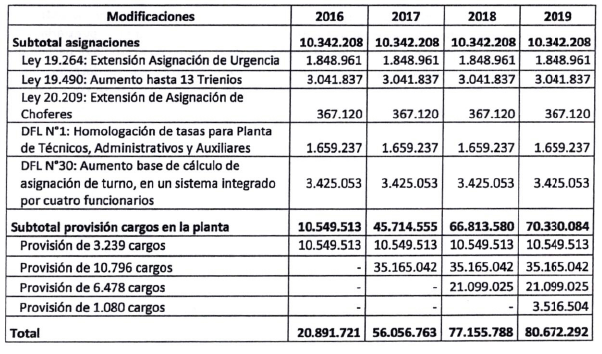 Modificaciones 2016 2017 2018 2019
Subtotal asignaciones 10.342.208 10.342.208 10.342.208 10.342.208
Ley 19.264: Extensión Asignación de Urgencia 1.848.961 1.848.961 1.848.961 1.848.961
Ley 19.490: Aumento hasta 13 Trienios 3.041.837 3.041.837 3.041.837 3.041.837
Ley 20.209: Extensión de Asignación de
Choferes 367.120 367.120 367.120 367.120
DFL N°1: Homologación de tasas para Planta
de Técnicos, Administrativos y Auxiliares 1.659.237 1.659.237 1.659.237 1.659.237
DFL N°30: Aumento base de cálculo de
asignación de turno, en un sistema integrado 3.425.053 3.425.053 3.425.053 3.425.053
por cuatro funcionarios
Subtotal provisión cargos en la planta 10.549.513 45.714.555 66.813.580 70.330.084
Provisión de 3.239 cargos 10.549.513 10.549.513 10.549.513 10.549.513
Provisión de 10.796 cargos - 35.165.042 35.165.042 35.165.042
Provisión de 6.478 cargos - - 21.099.025 21.099.025
Provisión de 1.080 cargos - - - 3.516.504
Total 20.891.721 56.056.763 77.155.788 80.672.292